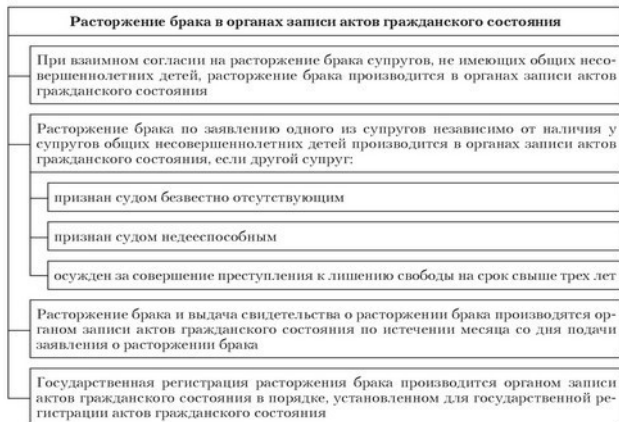 Расторжение брака в органах записи актов гражданского состояния
При взаимном согласии на расторжение брака супругов, не имеющих общих несо-
вершеннолетних детей, расторжение брака производится в органах записи актов
гражданского состояния
Расторжение брака по заявлению одного из супругов независимо от наличия у
супругов общих несовершеннолетних детей производится в органах записи актов
гражданского состояния, если другой супруг:
признан судом безвестно отсутствующим
признан судом недееспособным
осужден за совершение преступления к лишению свободы на срок свыше трех лет
Расторжение брака и выдача свидетельства о расторжении брака производятся ор-
ганом записи актов гражданского состояния по истечении месяца со дня подачи
заявления о расторжении брака
Государственная регистрация расторжения брака производится органом записи
актов гражданского состояния в порядке, установленном для государственной ре-
гистрации актов гражданского состояния